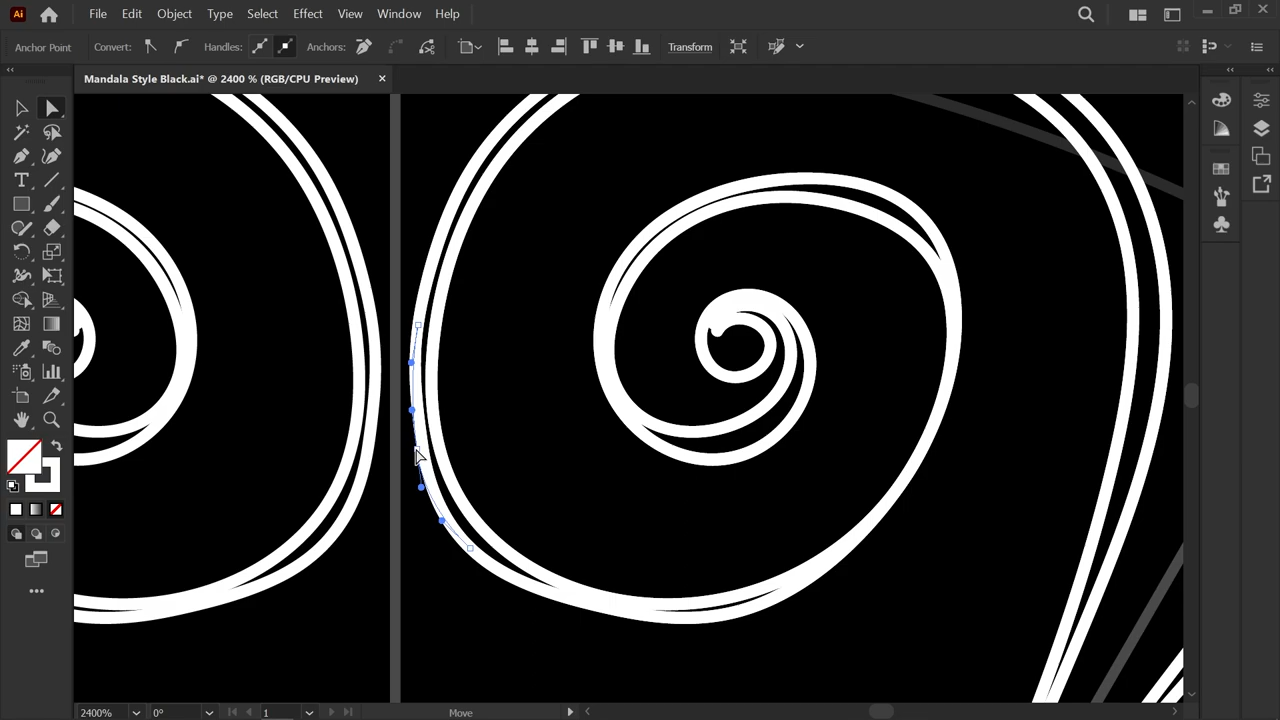 Ai File Edit Object Type Select Effect View Window Help
Anchor Point Convert: Handles: Anchors: Transform
Mandala Style Black.ai* @ 2400 % (RGB/CPU Preview)
2400% 0° 1 Move